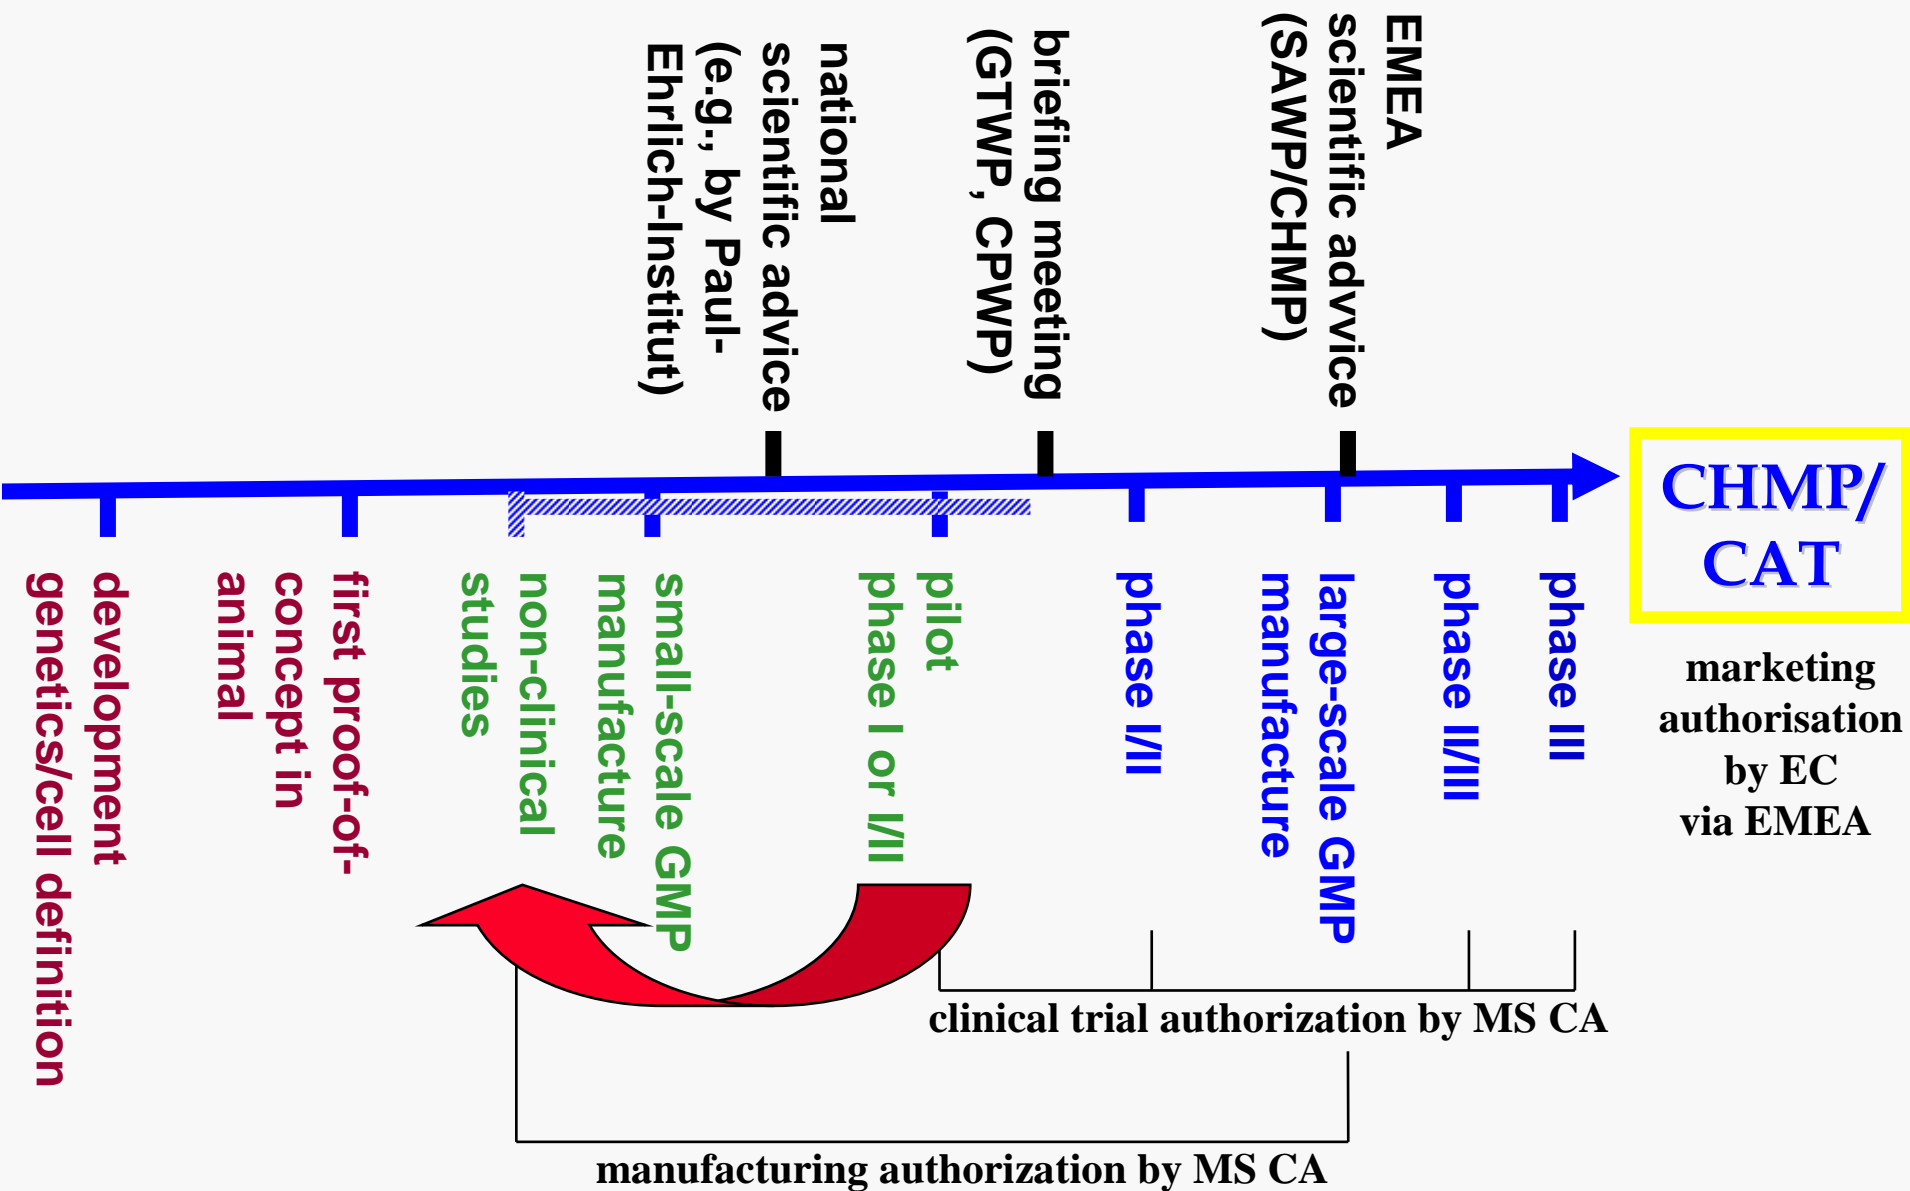 national
scientific advice
(e.g., by Paul-
Ehrlich-Institut)
briefing meeting
(GTWP, CPWP)
EMEA
scientific advvice
(SAWP/CHMP)
CHMP/
CAT
marketing
authorisation
by EC
via EMEA
development
genetics/cell definition
first proof-of-
concept in
animal
non-clinical
studies
small-scale GMP
manufacture
pilot
phase I or I/II
phase I/II
large-scale GMP
manufacture
phase II/III
phase III
clinical trial authorization by MS CA
manufacturing authorization by MS CA